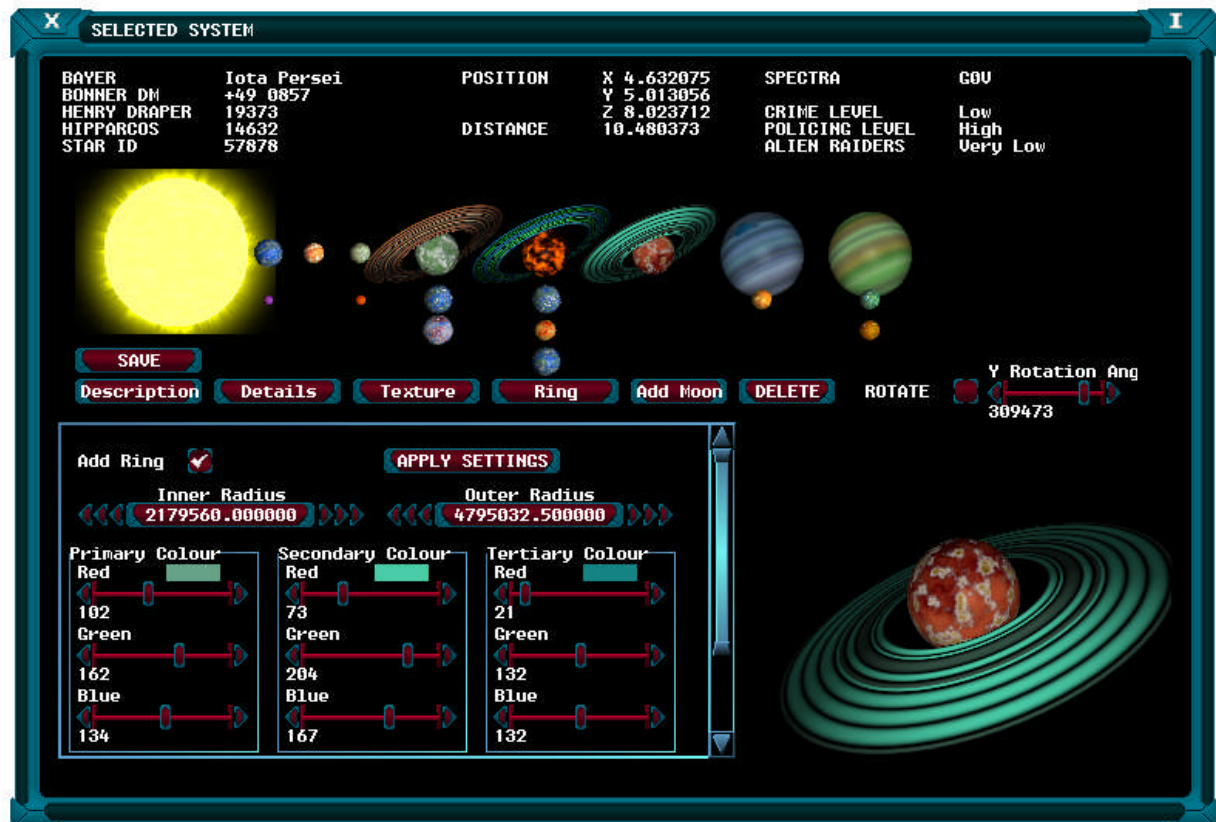 X
SELECTED SYSTEM
I
BAYER Iota Persei POSITION X 4.632075 SPECTRA G0V
BONNER DM +49 0857 Y 5.013056
HENRY DRAPER 19373 Z 8.023712 CRIME LEVEL Low
HIPPARCOS 14632 DISTANCE 10.480373 POLICING LEVEL High
STAR ID 57878 ALIEN RAIDERS Very Low
SAVE
Y Rotation Ang
Description Details Texture Ring Add Moon DELETE ROTATE
309473
Add Ring APPLY SETTINGS
Inner Radius Outer Radius
2179560.000000 4795032.500000
Primary Colour Secondary Colour Tertiary Colour
Red Red Red
102 73 21
Green Green Green
162 204 132
Blue Blue Blue
134 167 132